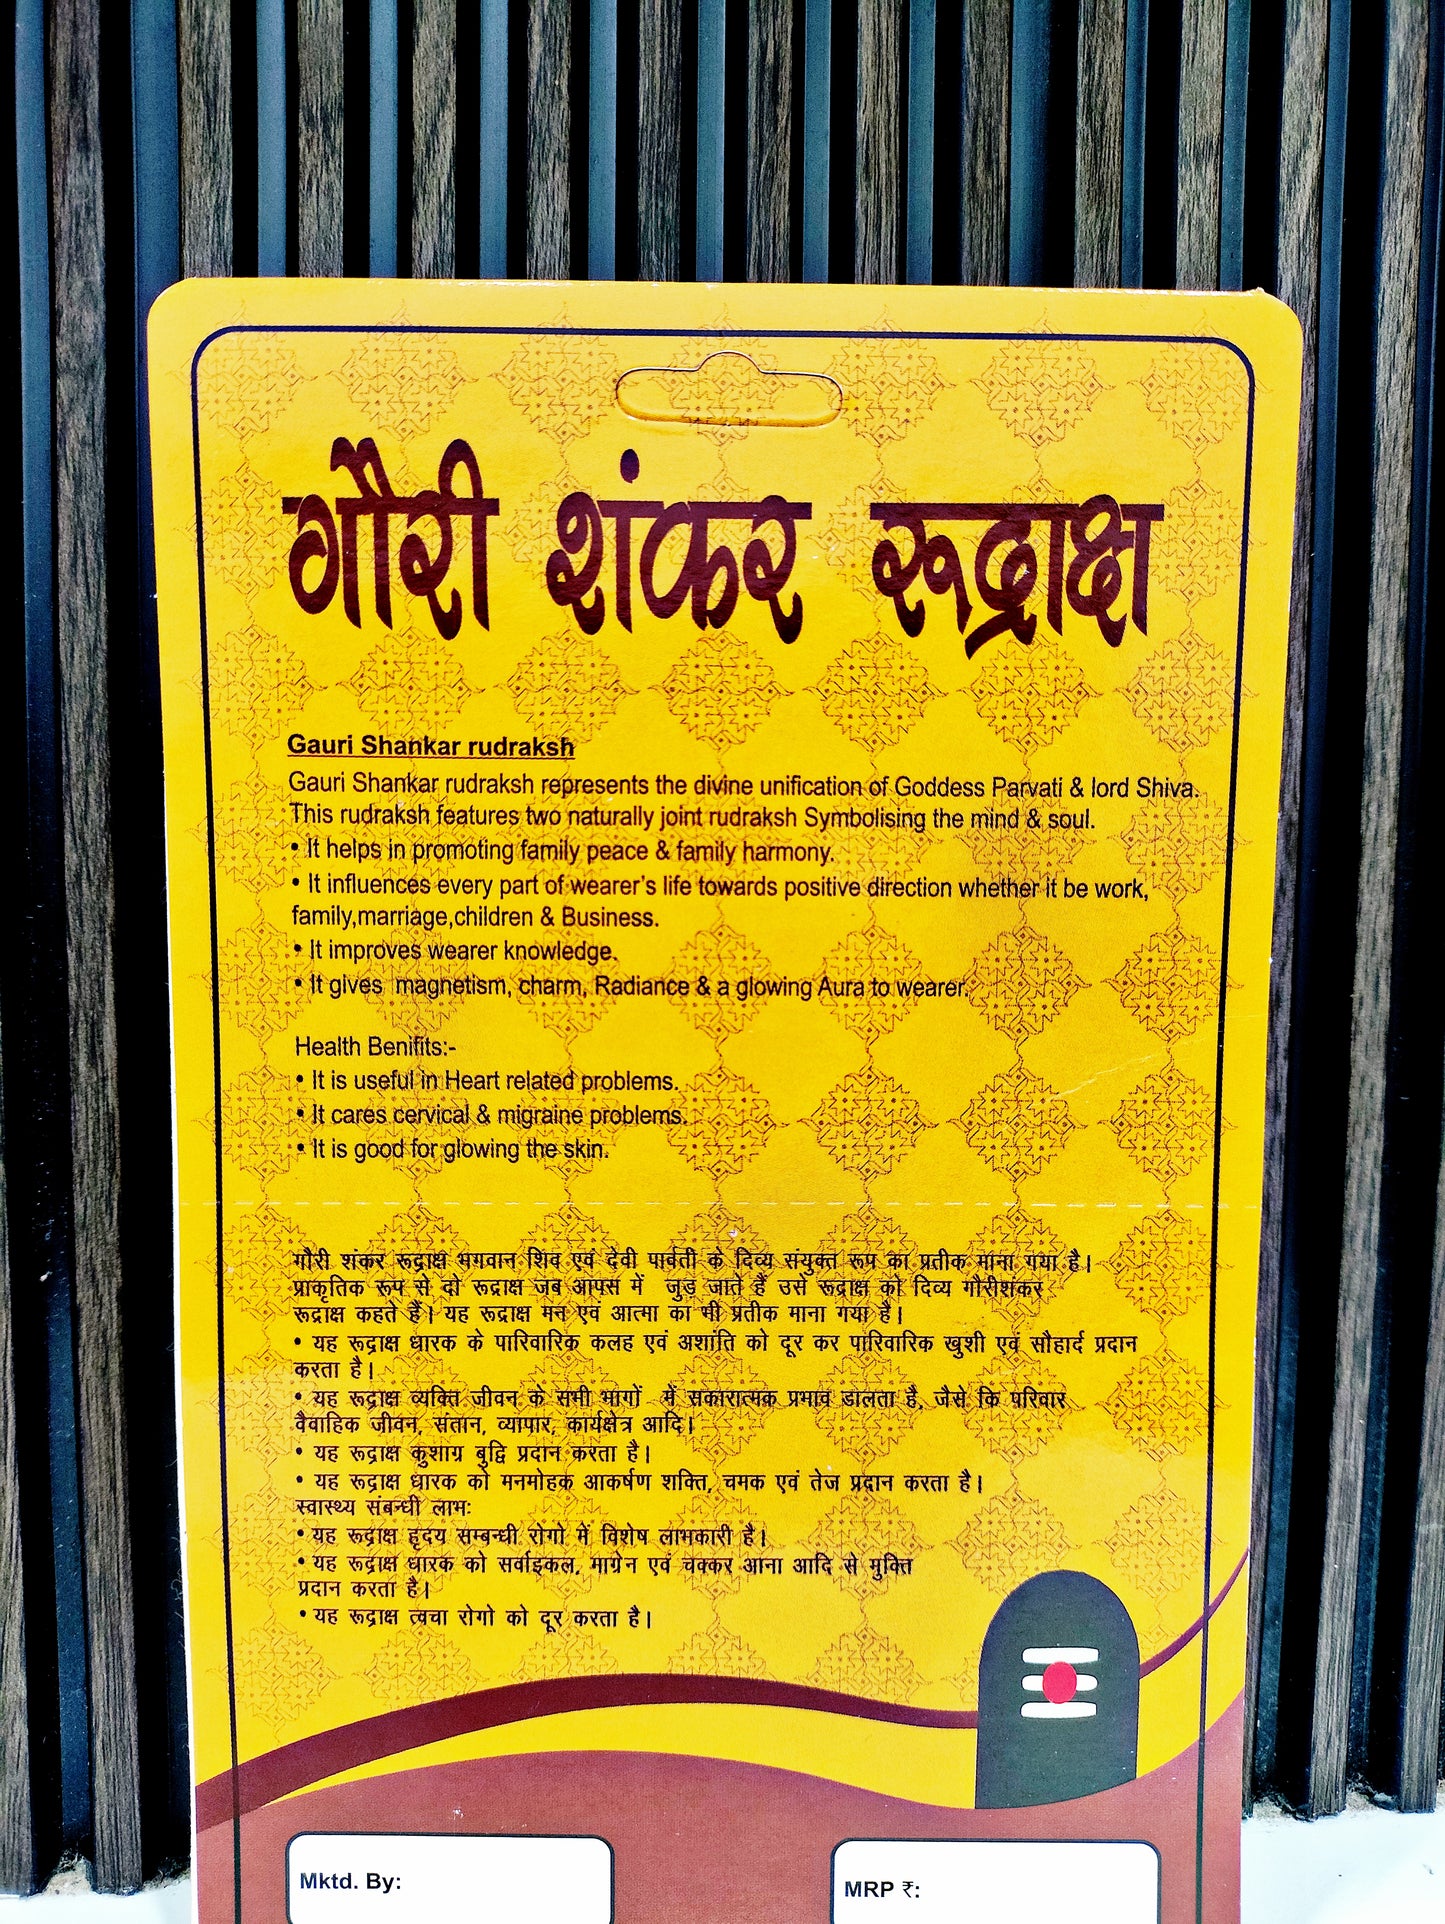 गौरी शंकर रूद्राक्ष
Gauri Shankar rudraksh
Gauri Shankar rudraksh represents the divine unification of Goddess Parvati & lord Shiva.
This rudraksh features two naturally joint rudraksh Symbolising the mind & soul.
• It helps in promoting family peace & family harmony.
• It influences every part of wearer's life towards positive direction whether it be work,
family,marriage,children & Business.
• It improves wearer knowledge.
• It gives magnetism, charm, Radiance & a glowing Aura to wearer.
Health Benifits:-
• It is useful in Heart related problems.
• It cares cervical & migraine problems.
• It is good for glowing the skin.
गौरी शंकर रूद्राक्ष भगवान शिव एवं देवी पार्वती के दिव्य संयुक्त रूप का प्रतीक माना गया है।
प्राकृतिक रूप से दो रूद्राक्ष जब आपस में जुड़ जाते हैं उसे रूद्राक्ष को दिव्य गौरीशंकर
रूद्राक्ष कहते हैं। यह रूद्राक्ष मन एवं आत्मा का भी प्रतीक माना गया है।
• यह रूद्राक्ष धारक के पारिवारिक कलह एवं अशांति को दूर कर पारिवारिक खुशी एवं सौहार्द प्रदान
करता है।
• यह रूद्राक्ष व्यक्ति जीवन के सभी भागों में सकारात्मक प्रभाव डालता है, जैसे कि परिवार
वैवाहिक जीवन, संतान, व्यापार, कार्यक्षेत्र आदि।
• यह रूद्राक्ष कुशाग्र बुद्वि प्रदान करता है।
• यह रूद्राक्ष धारक को मनमोहक आकर्षण शक्ति, चमक एवं तेज प्रदान करता है।
स्वास्थ्य संबन्धी लाभः
• यह रूद्राक्ष हृदय सम्बन्धी रोगो में विशेष लाभकारी है।
• यह रूद्राक्ष धारक को सर्वाइकल, माग्रेन एवं चक्कर आना आदि से मुक्ति
प्रदान करता है।
• यह रूद्राक्ष त्वचा रोगो को दूर करता है।
Mktd. By:
MRP ₹: